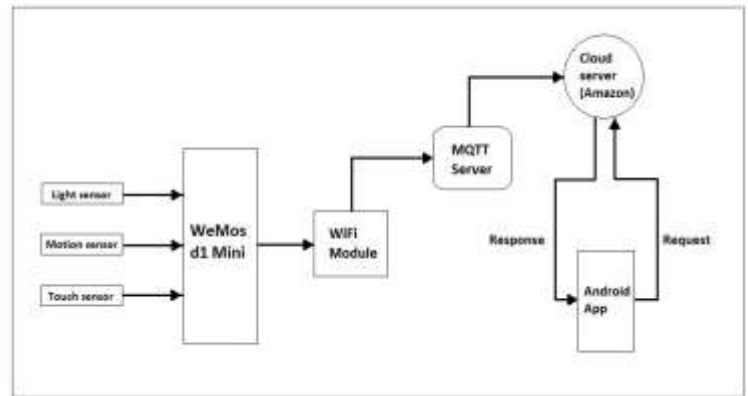 Cloud
server
(Amazon)
MQTT
Server
Light sensor
WeMos
d1 Mini
Motion sensor
WiFi
Module
Response
Request
Touch sensor
Android
App